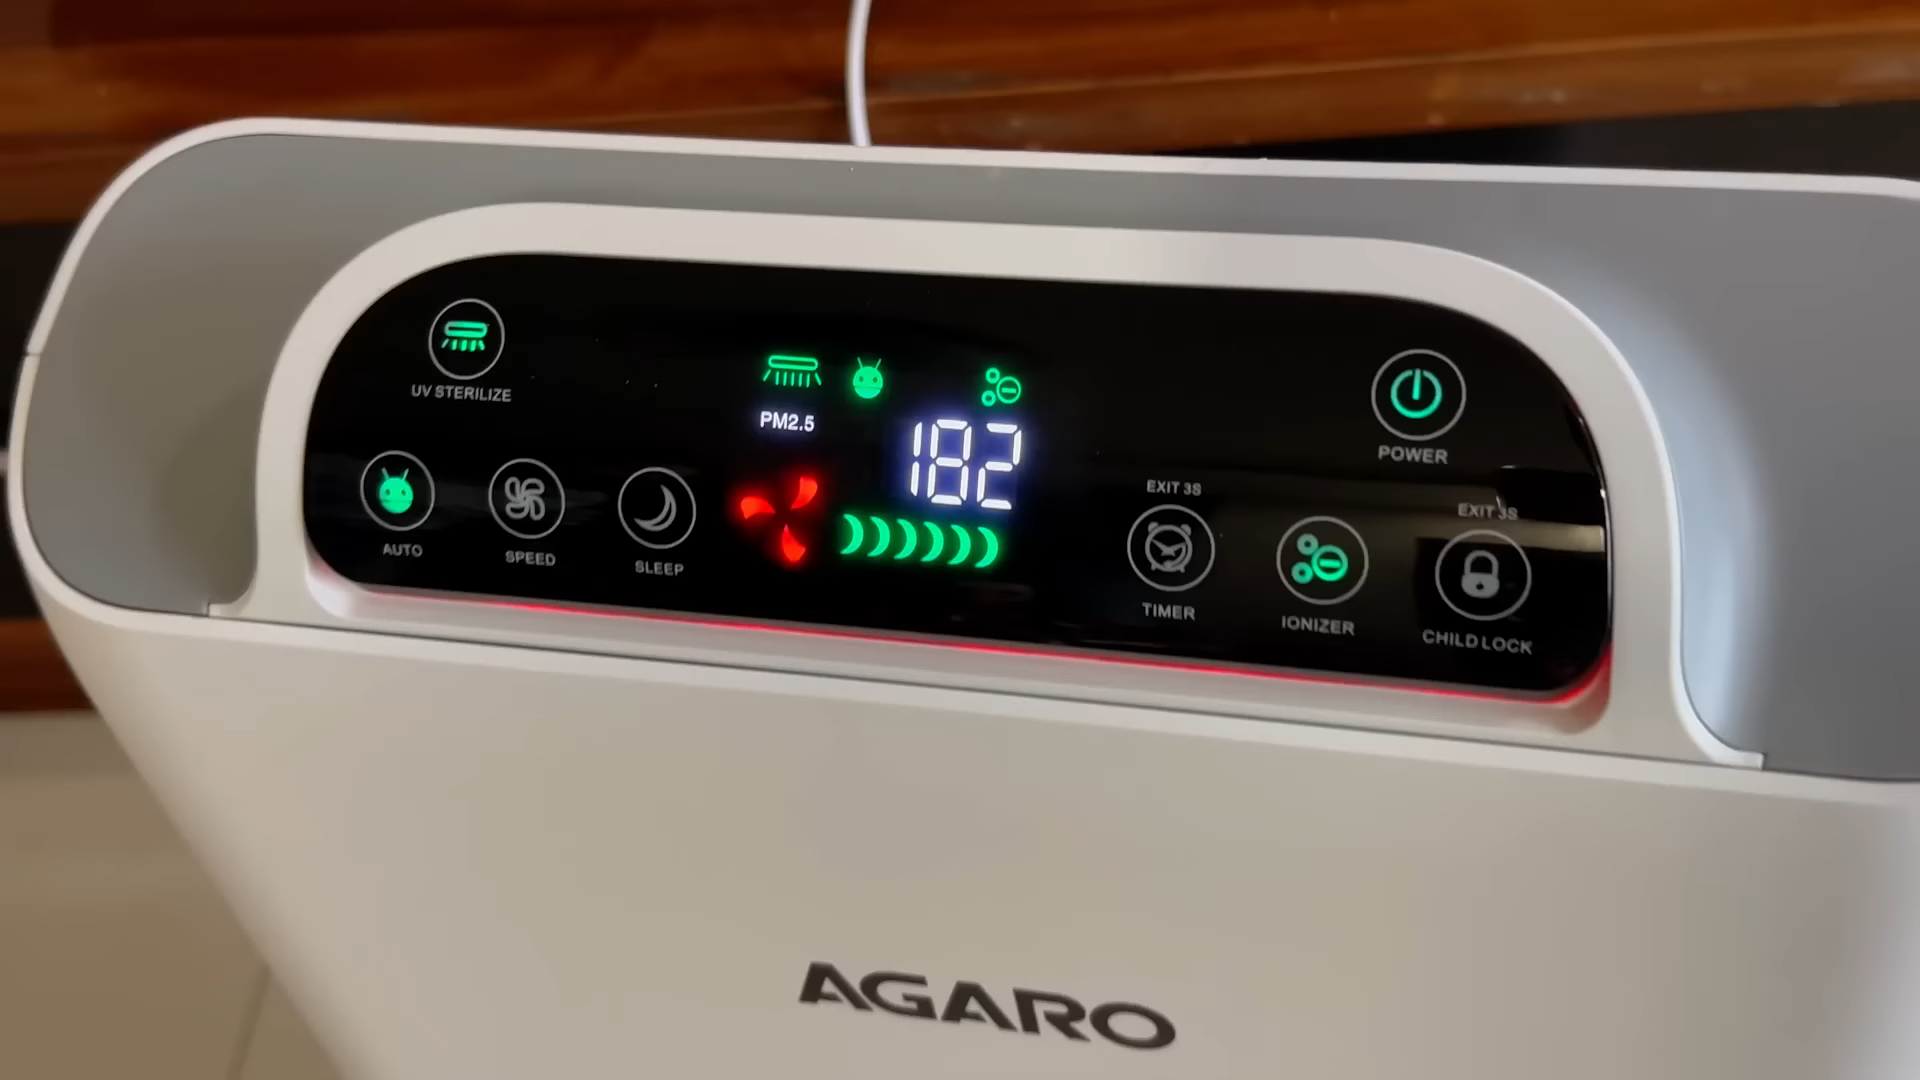 UV STERILIZE
PM2.5
182
POWER
AUTO
SPEED
SLEEP
EXIT 3S
TIMER
IONIZER
EXIT 3S
CHILD LOCK
AGARO